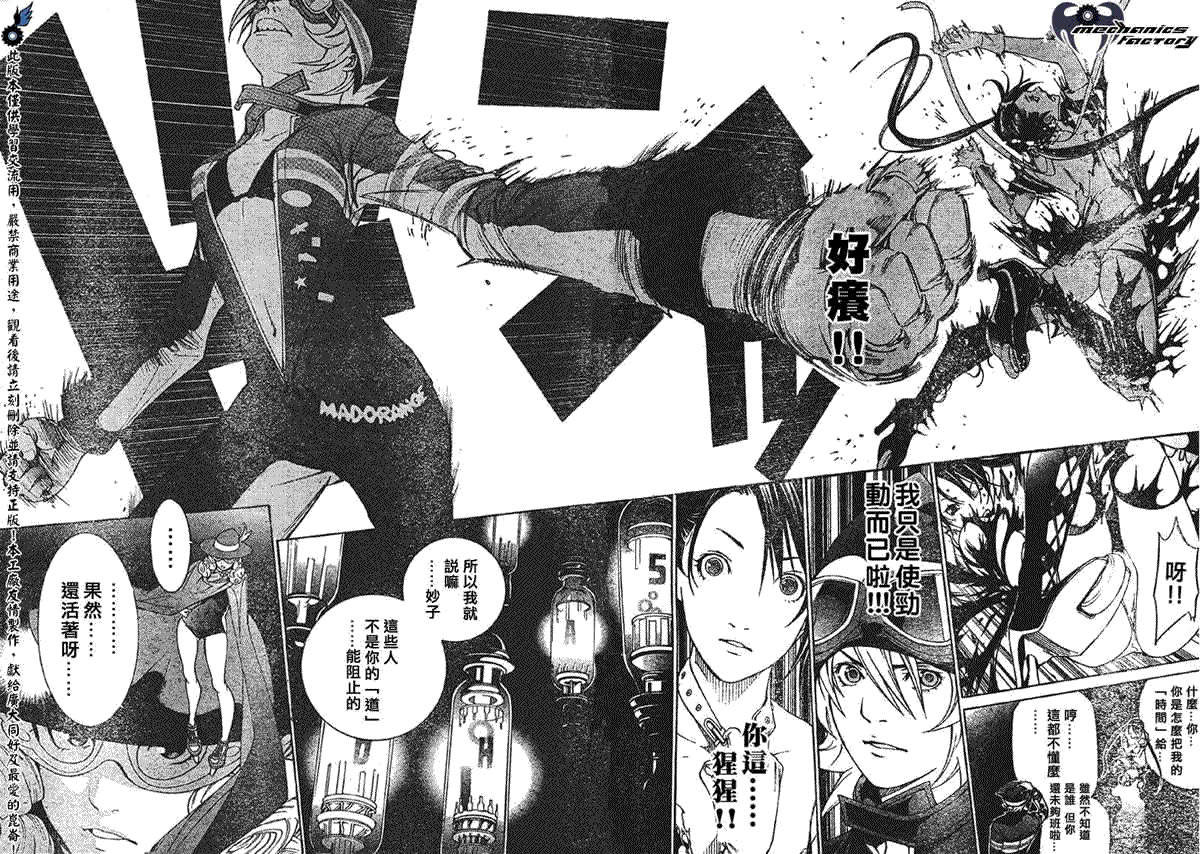 mechanics
Factory
好癢!!
MADORANGE
呀!!
什麼…你…
你是怎麼把我的
「時間」給…
哼……
這都不懂麼
雖然不知道
是誰 但你
還未夠班啦…
我只是使勁
動而已啦!!!
你這……
猩猩!!
5
A
D
H
所以我就
説嘛
……妙子
這些人
不是你的「道」
……能阻止的
……
…………
果然……
還活著呀……
此版本僅供學習交流用，嚴禁商業用途，觀看後請立刻刪除並請支持正版！本工廠友情製作，獻給廣大同好及最愛的崑崙！